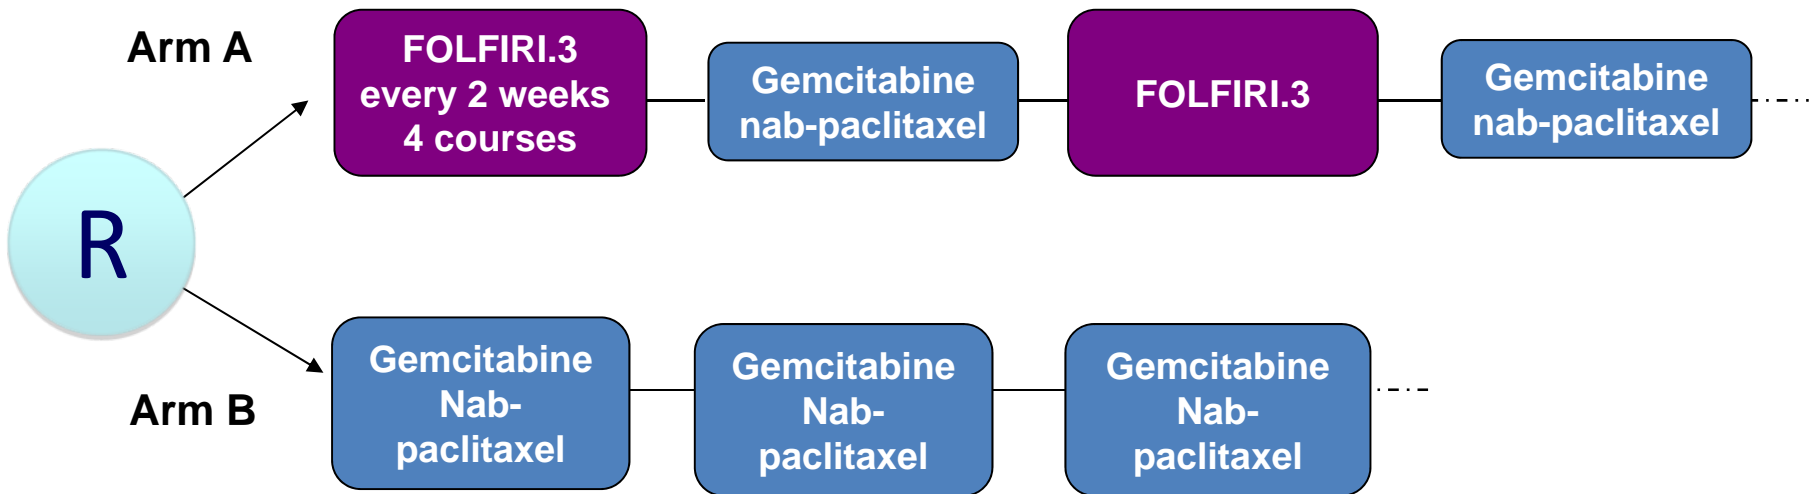 Arm A
FOLFIRI.3
every 2 weeks
4 courses
Gemcitabine
nab-paclitaxel
FOLFIRI.3
Gemcitabine
nab-paclitaxel
R
Arm B
Gemcitabine
Nab-
paclitaxel
Gemcitabine
Nab-
paclitaxel
Gemcitabine
Nab-
paclitaxel